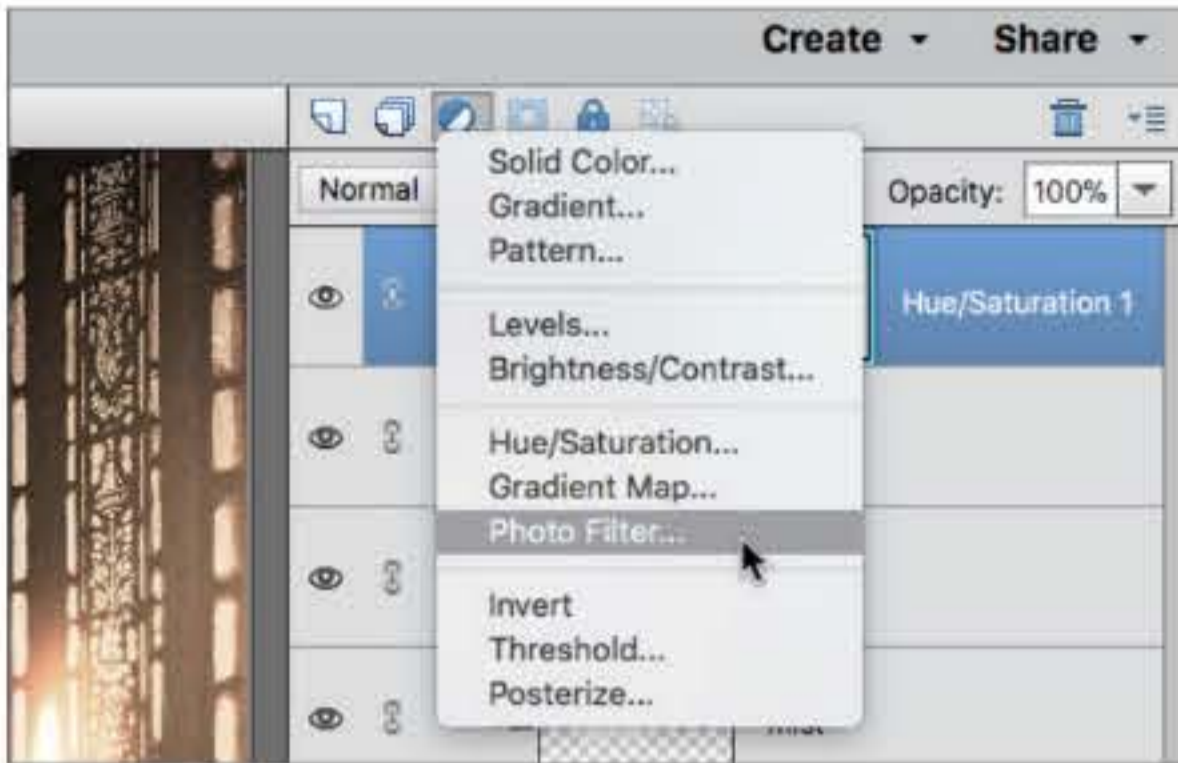 Create Share
Normal Opacity: 100%
Solid Color...
Gradient...
Pattern...
Hue/Saturation 1
Levels...
Brightness/Contrast...
Hue/Saturation...
Gradient Map...
Photo Filter...
Invert
Threshold...
Posterize...